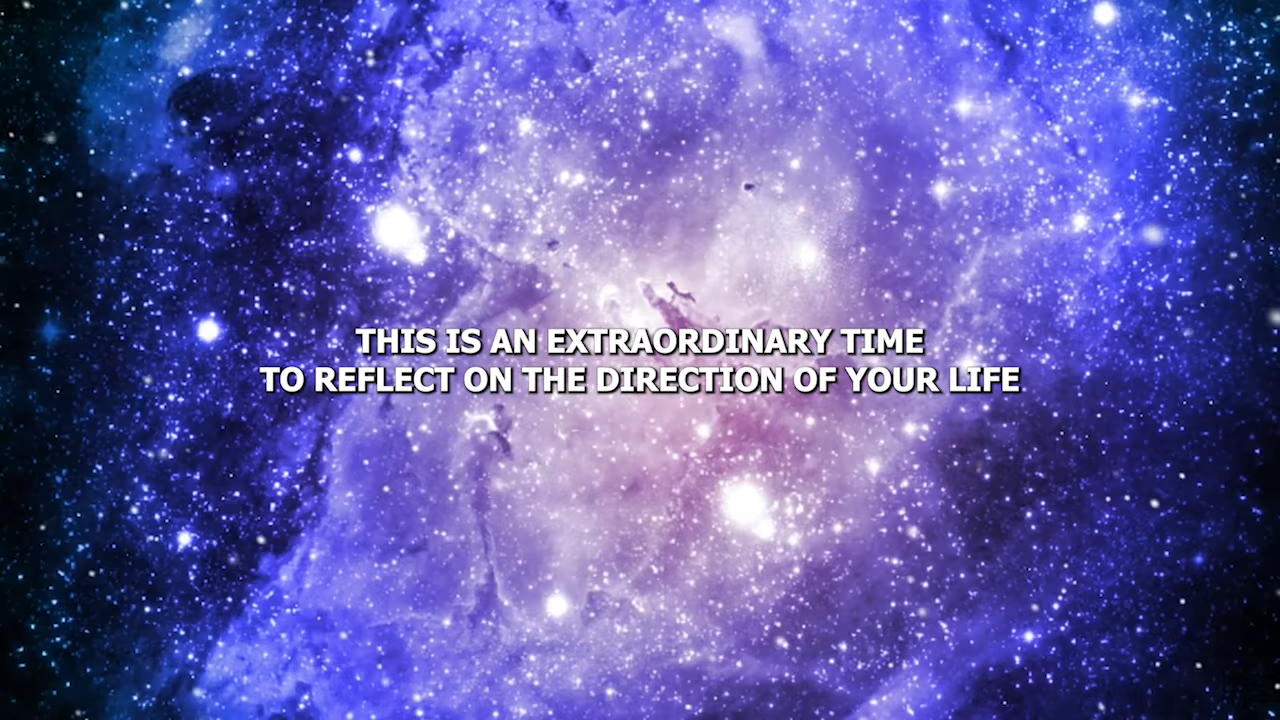 THIS IS AN EXTRAORDINARY TIME
TO REFLECT ON THE DIRECTION OF YOUR LIFE